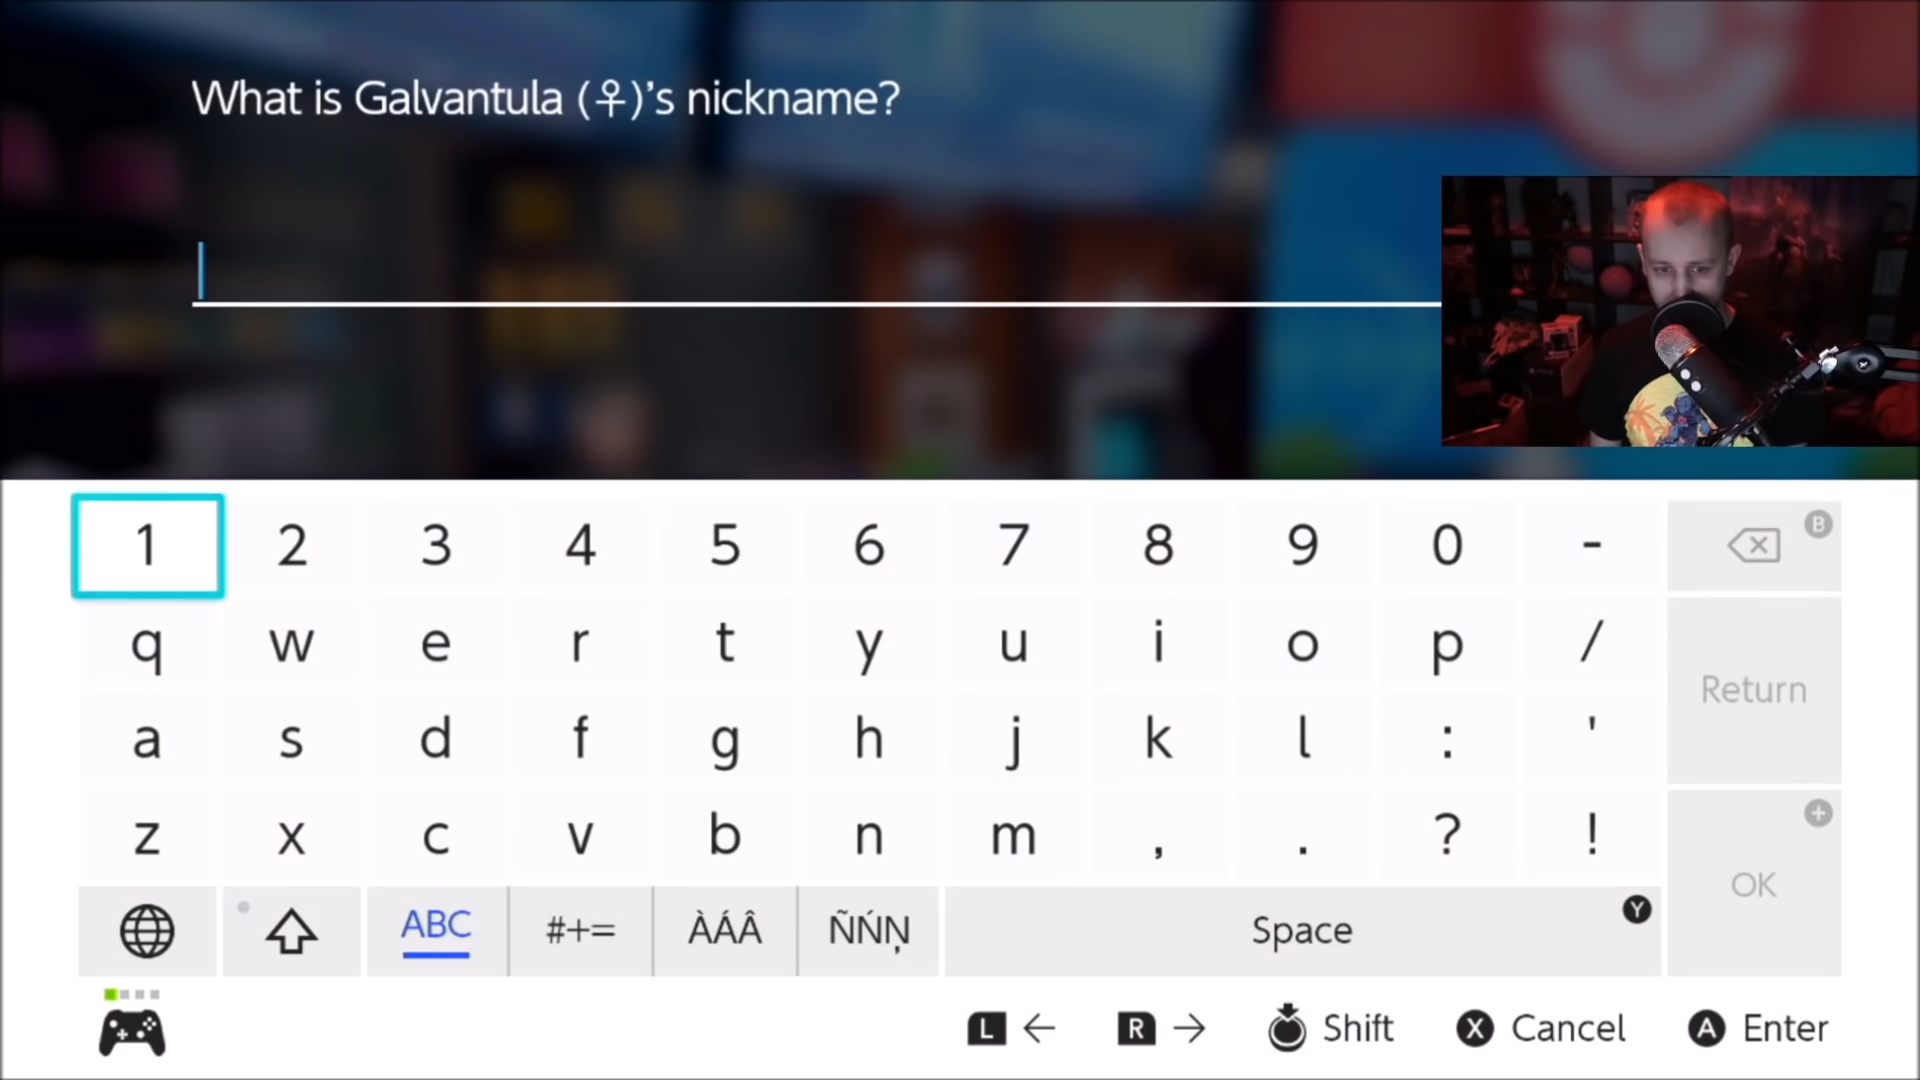 What is Galvantula (♀)’s nickname?
1 2 3 4 5 6 7 8 9 0 - B
q w e r t y u i o p /
Return
a s d f g h j k l : '
z x c v b n m , . ? ! +
ABC #+= ÀÁÂ ÑŃŅ Space Y OK
L ← R → Shift X Cancel A Enter